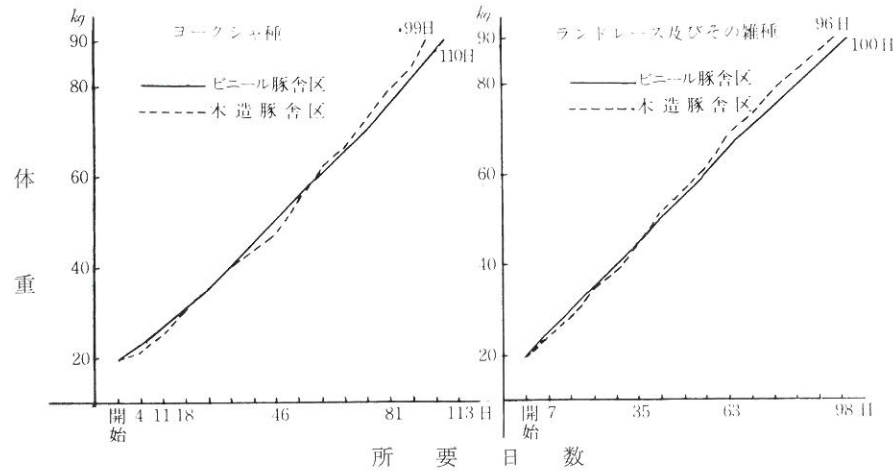 kg
90
80
60
40
20
ヨークシャ種
99日
110日
ビニール豚舎区
木造豚舎区
開始 4 11 18 46 81 113日
kg
90
80
60
40
20
ランドレース及びその雑種
96日
100日
ビニール豚舎区
木造豚舎区
開始 7 35 63 98日
体重
所要日数